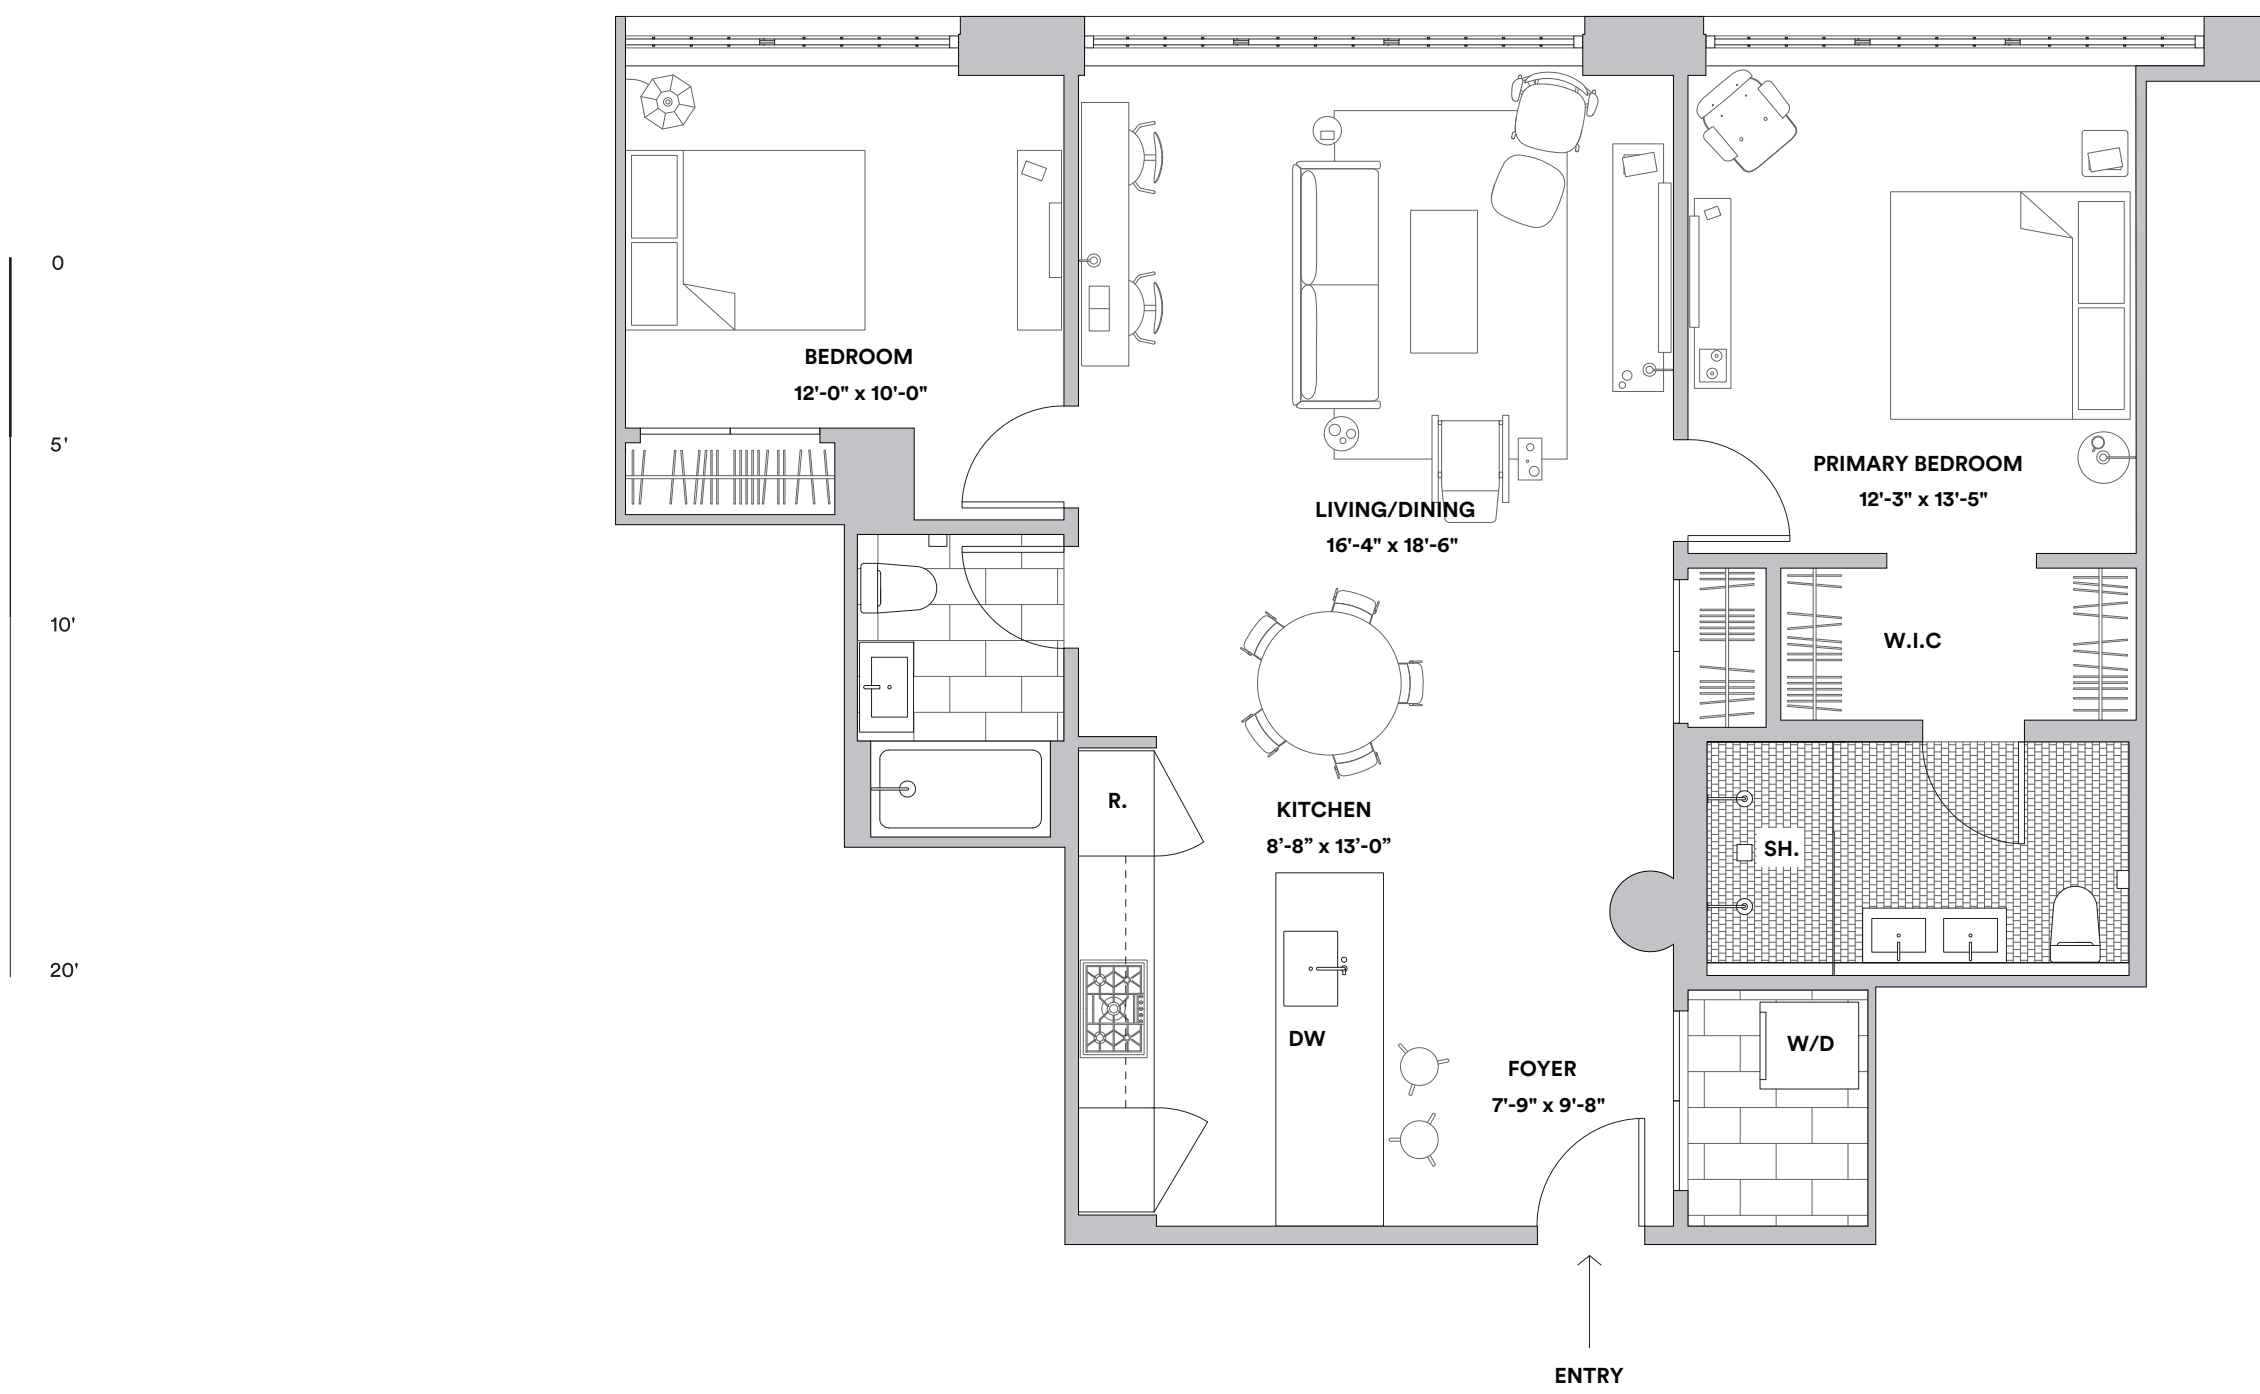 0
5'
10'
20'
BEDROOM
12'-0" x 10'-0"
LIVING/DINING
16'-4" x 18'-6"
PRIMARY BEDROOM
12'-3" x 13'-5"
W.I.C
R.
KITCHEN
8’-8” x 13’-0”
SH.
DW
FOYER
7'-9" x 9'-8"
W/D
ENTRY